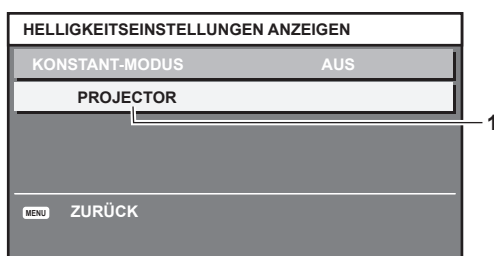 HELLIGKEITSEINSTELLUNGEN ANZEIGEN
KONSTANT-MODUS AUS
PROJECTOR
1
MENU ZURÜCK